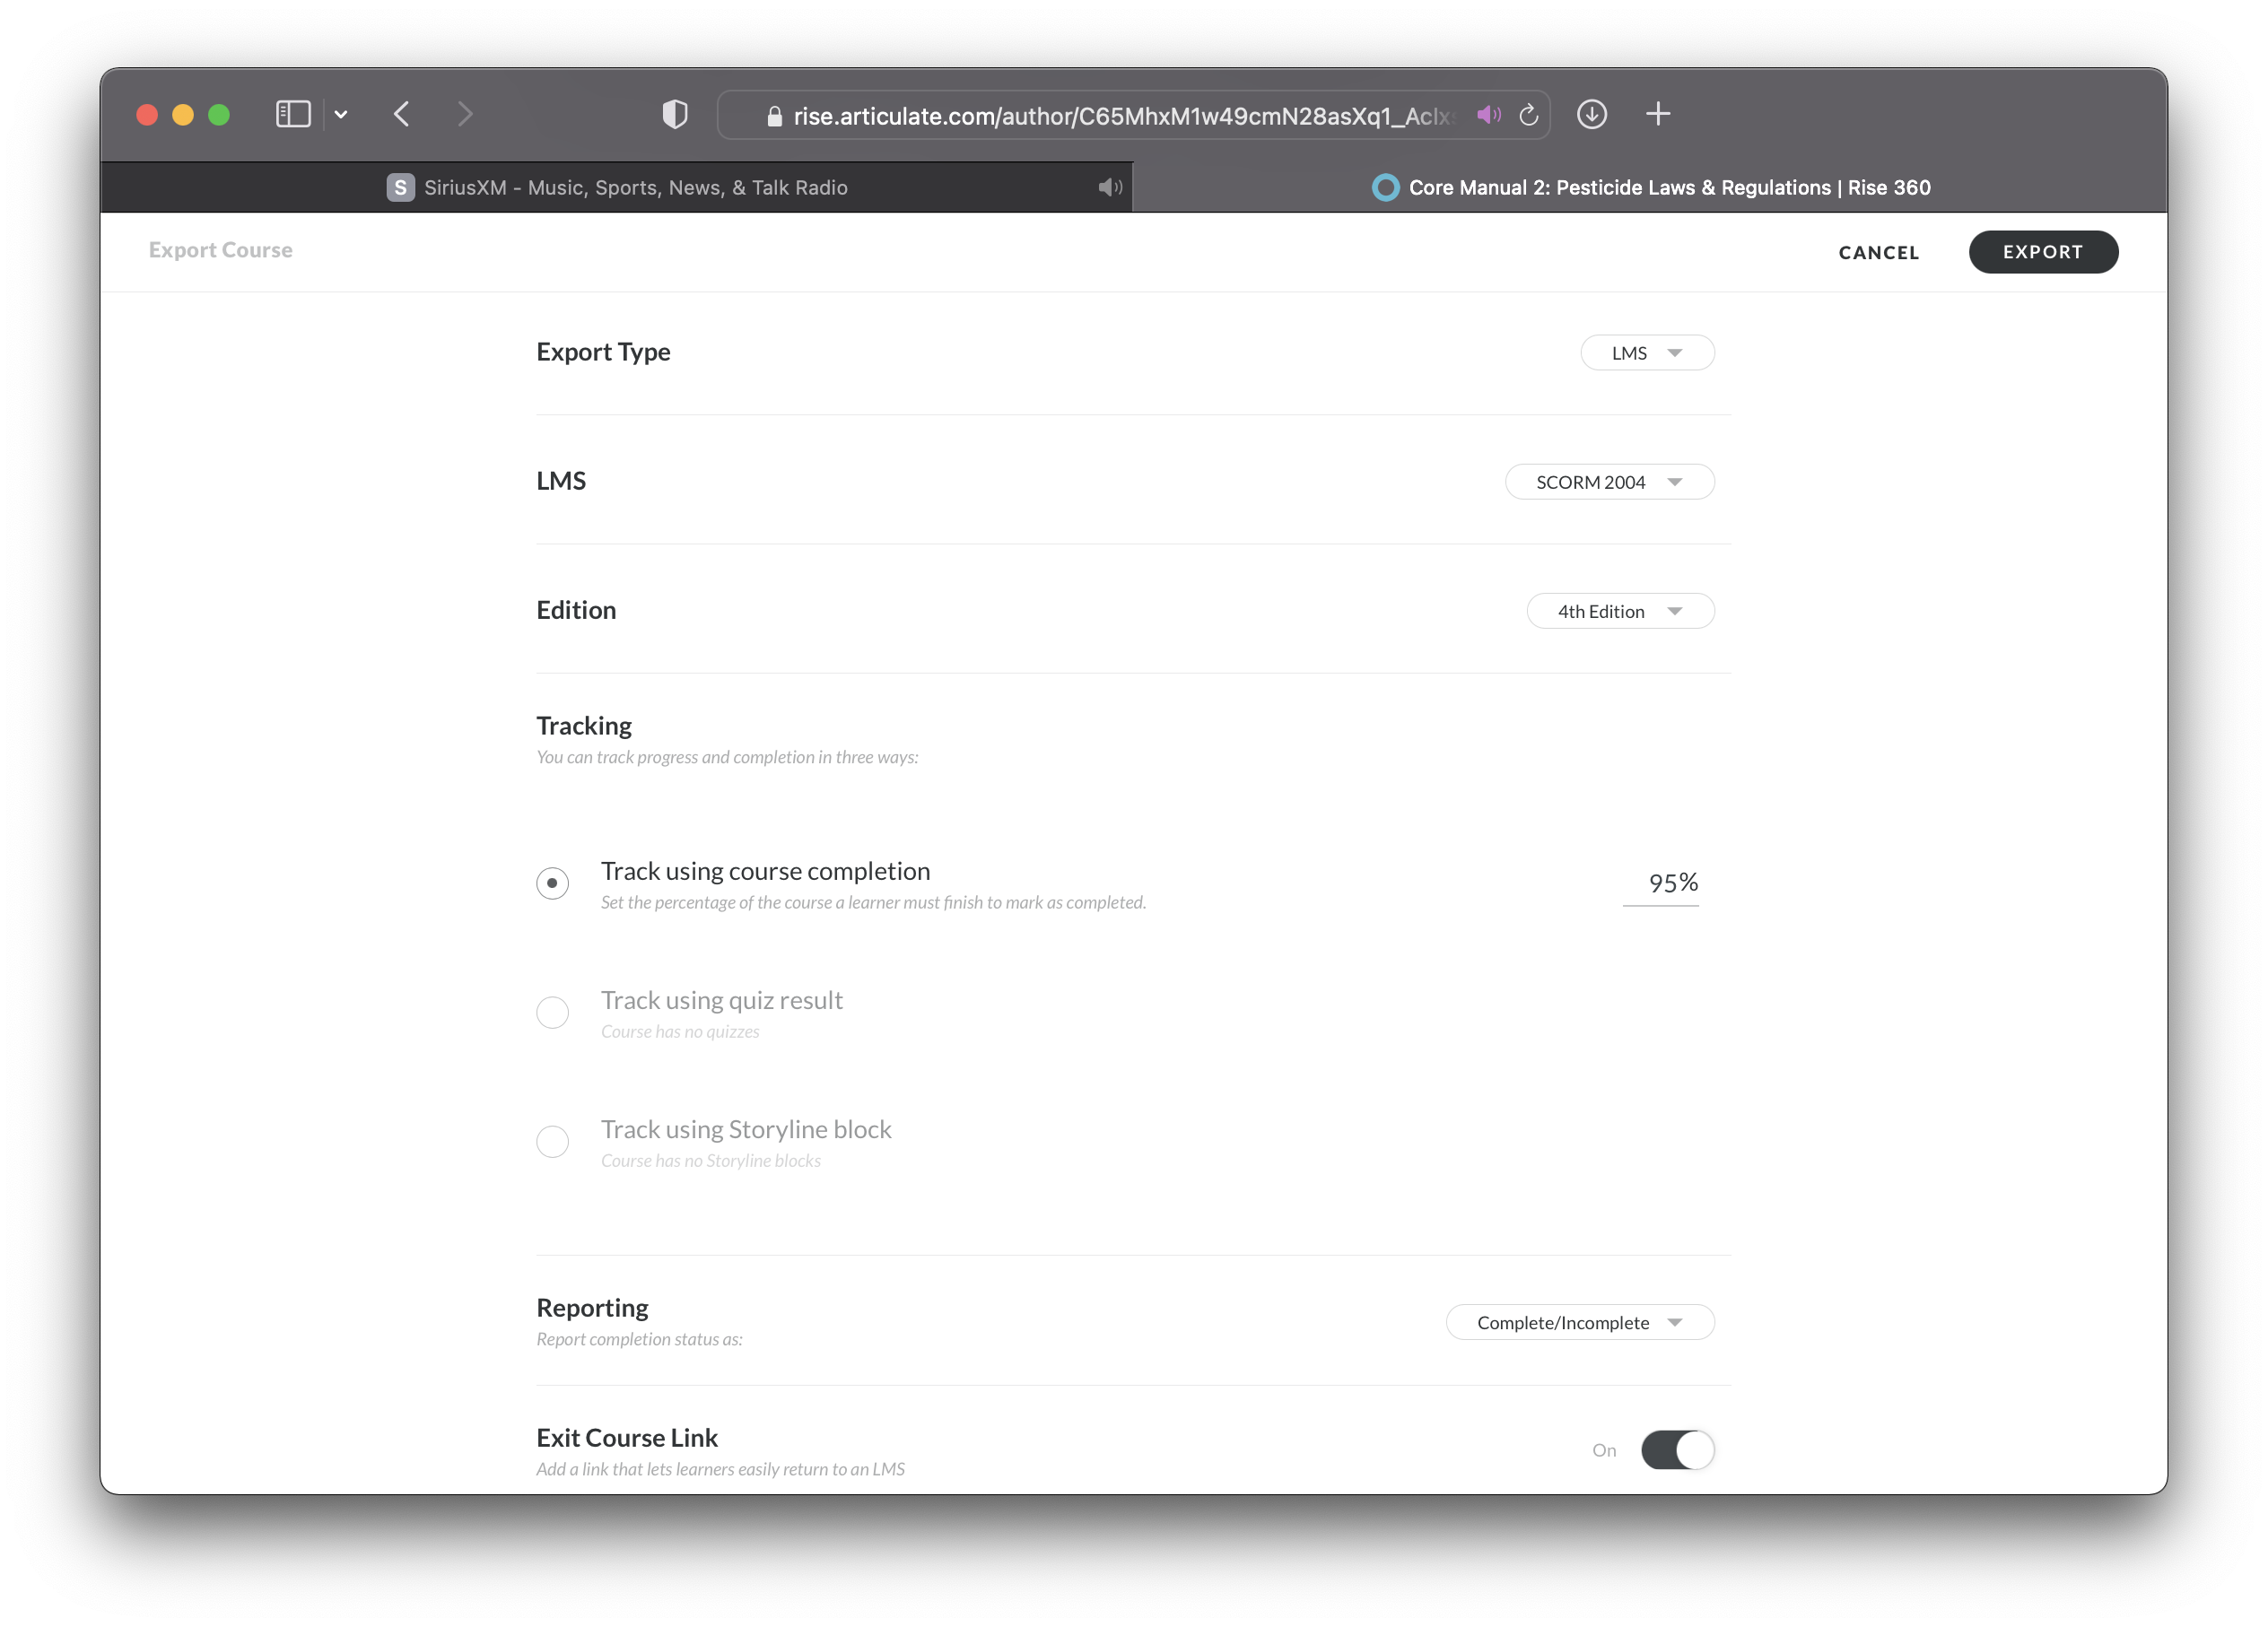 rise.articulate.com/author/C65MhxM1w49cmN28asXq1_Aclx
S SiriusXM - Music, Sports, News, & Talk Radio
Core Manual 2: Pesticide Laws & Regulations | Rise 360
Export Course
CANCEL
EXPORT
Export Type
LMS
LMS
SCORM 2004
Edition
4th Edition
Tracking
You can track progress and completion in three ways:
Track using course completion
95%
Set the percentage of the course a learner must finish to mark as completed.
Track using quiz result
Course has no quizzes
Track using Storyline block
Course has no Storyline blocks
Reporting
Complete/Incomplete
Report completion status as:
Exit Course Link
On
Add a link that lets learners easily return to an LMS